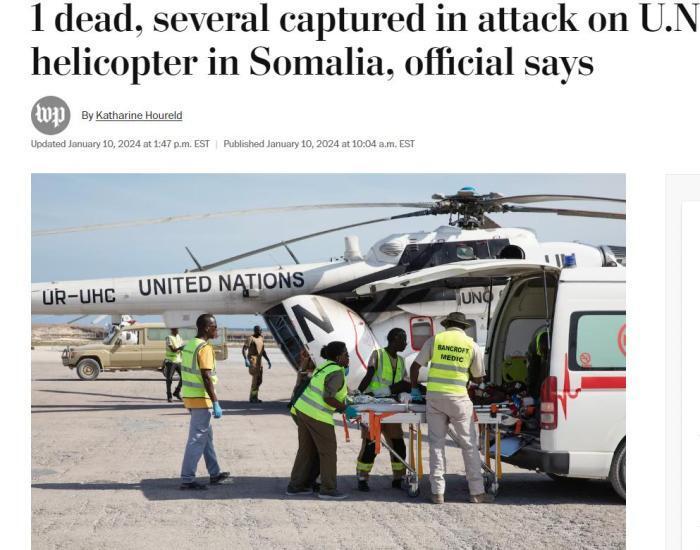 1 dead, several captured in attack on U.N
helicopter in Somalia, official says
wp
By Katharine Houreld
Updated January 10, 2024 at 1:47 p.m. EST | Published January 10, 2024 at 10:04 a.m. EST
UR-UHC UNITED NATIONS
UNO
N
BANCROFT
MEDIC